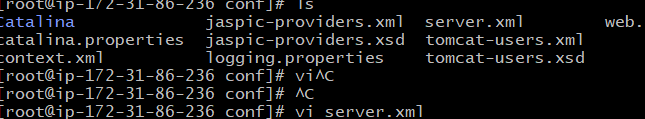 [root@ip-172-31-86-236 conf]# ls
Catalina jaspic-providers.xml server.xml web.
catalina.properties jaspic-providers.xsd tomcat-users.xml
context.xml logging.properties tomcat-users.xsd
[root@ip-172-31-86-236 conf]# vi^C
[root@ip-172-31-86-236 conf]# ^C
[root@ip-172-31-86-236 conf]# vi server.xml